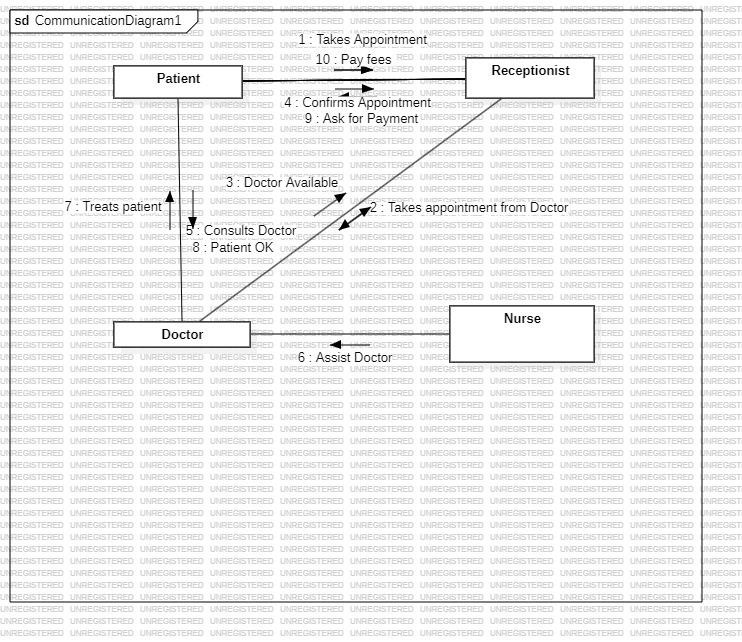 sd CommunicationDiagram1
1 : Takes Appointment
10 : Pay fees
Patient
Receptionist
4 : Confirms Appointment
9 : Ask for Payment
3 : Doctor Available
7 : Treats patient
2 : Takes appointment from Doctor
5 : Consults Doctor
8 : Patient OK
Doctor
Nurse
6 : Assist Doctor
UNREGISTERED